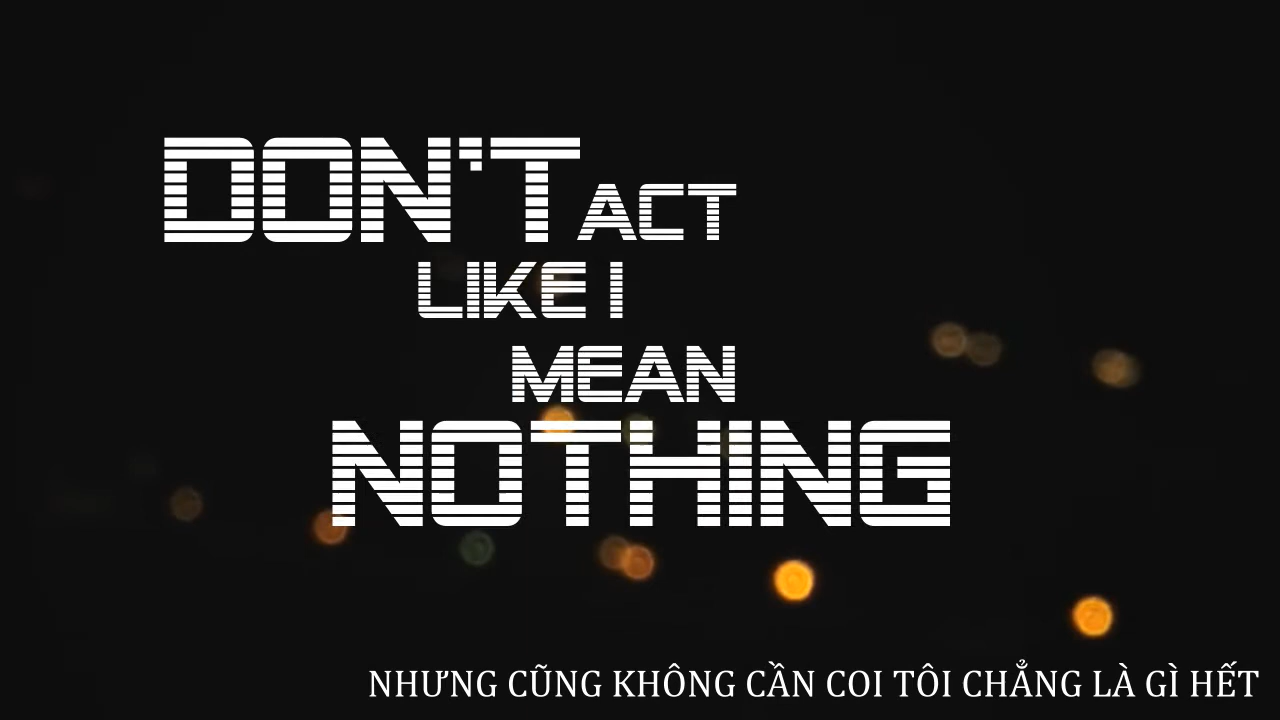 DON'T ACT
LIKE I
MEAN
NOTHING
NHƯNG CŨNG KHÔNG CẦN COI TÔI CHẲNG LÀ GÌ HẾT